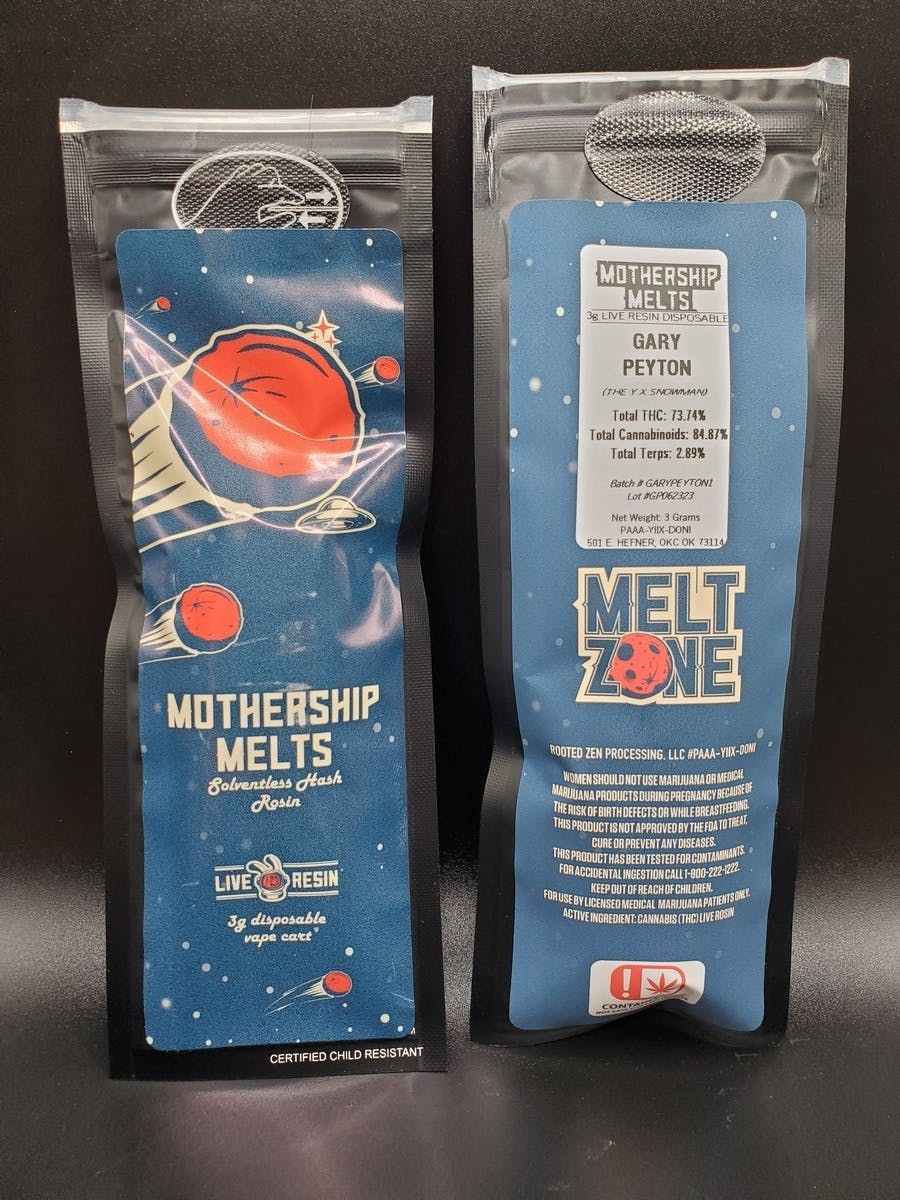 MOTHERSHIP
MELTS
Solventless Hash
Rosin
LIVE RESIN
3g disposable
vape cart
CERTIFIED CHILD RESISTANT
MOTHERSHIP
MELTS
3g LIVE RESIN DISPOSABLE
GARY
PEYTON
(THE Y X SNOWMAN)
Total THC: 73.74%
Total Cannabinoids: 84.87%
Total Terps: 2.89%
Batch # GARYPEYTON1
Lot #GP062323
Net Weight: 3 Grams
PAAA-YIIX-DONI
501 E. HEFNER, OKC OK 73114
MELT
ZONE
ROOTED ZEN PROCESSING, LLC #PAAA-YIIX-DONI
WOMEN SHOULD NOT USE MARIJUANA OR MEDICAL
MARIJUANA PRODUCTS DURING PREGNANCY BECAUSE OF
THE RISK OF BIRTH DEFECTS OR WHILE BREASTFEEDING.
THIS PRODUCT IS NOT APPROVED BY THE FDA TO TREAT,
CURE OR PREVENT ANY DISEASES.
THIS PRODUCT HAS BEEN TESTED FOR CONTAMINANTS.
FOR ACCIDENTAL INGESTION CALL 1-800-222-1222.
KEEP OUT OF REACH OF CHILDREN.
FOR USE BY LICENSED MEDICAL MARIJUANA PATIENTS ONLY.
ACTIVE INGREDIENT: CANNABIS (THC) LIVE ROSIN